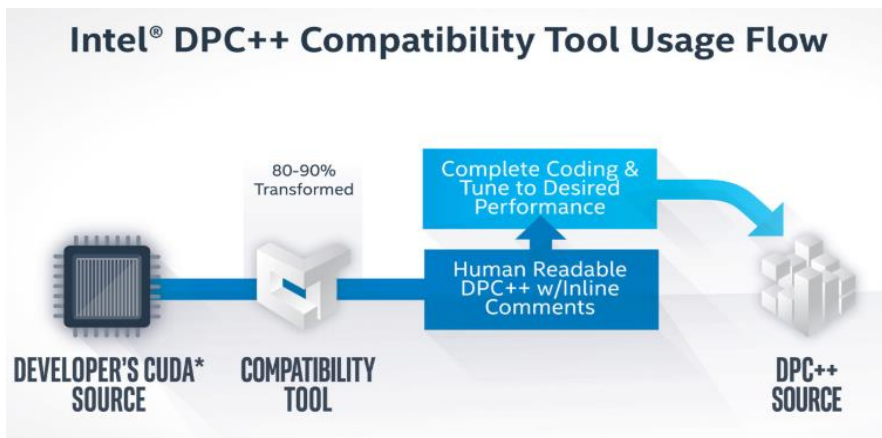 Intel® DPC++ Compatibility Tool Usage Flow
80-90%
Transformed
Complete Coding &
Tune to Desired
Performance
Human Readable
DPC++ w/Inline
Comments
DEVELOPER'S CUDA*
SOURCE
COMPATIBILITY
TOOL
DPC++
SOURCE